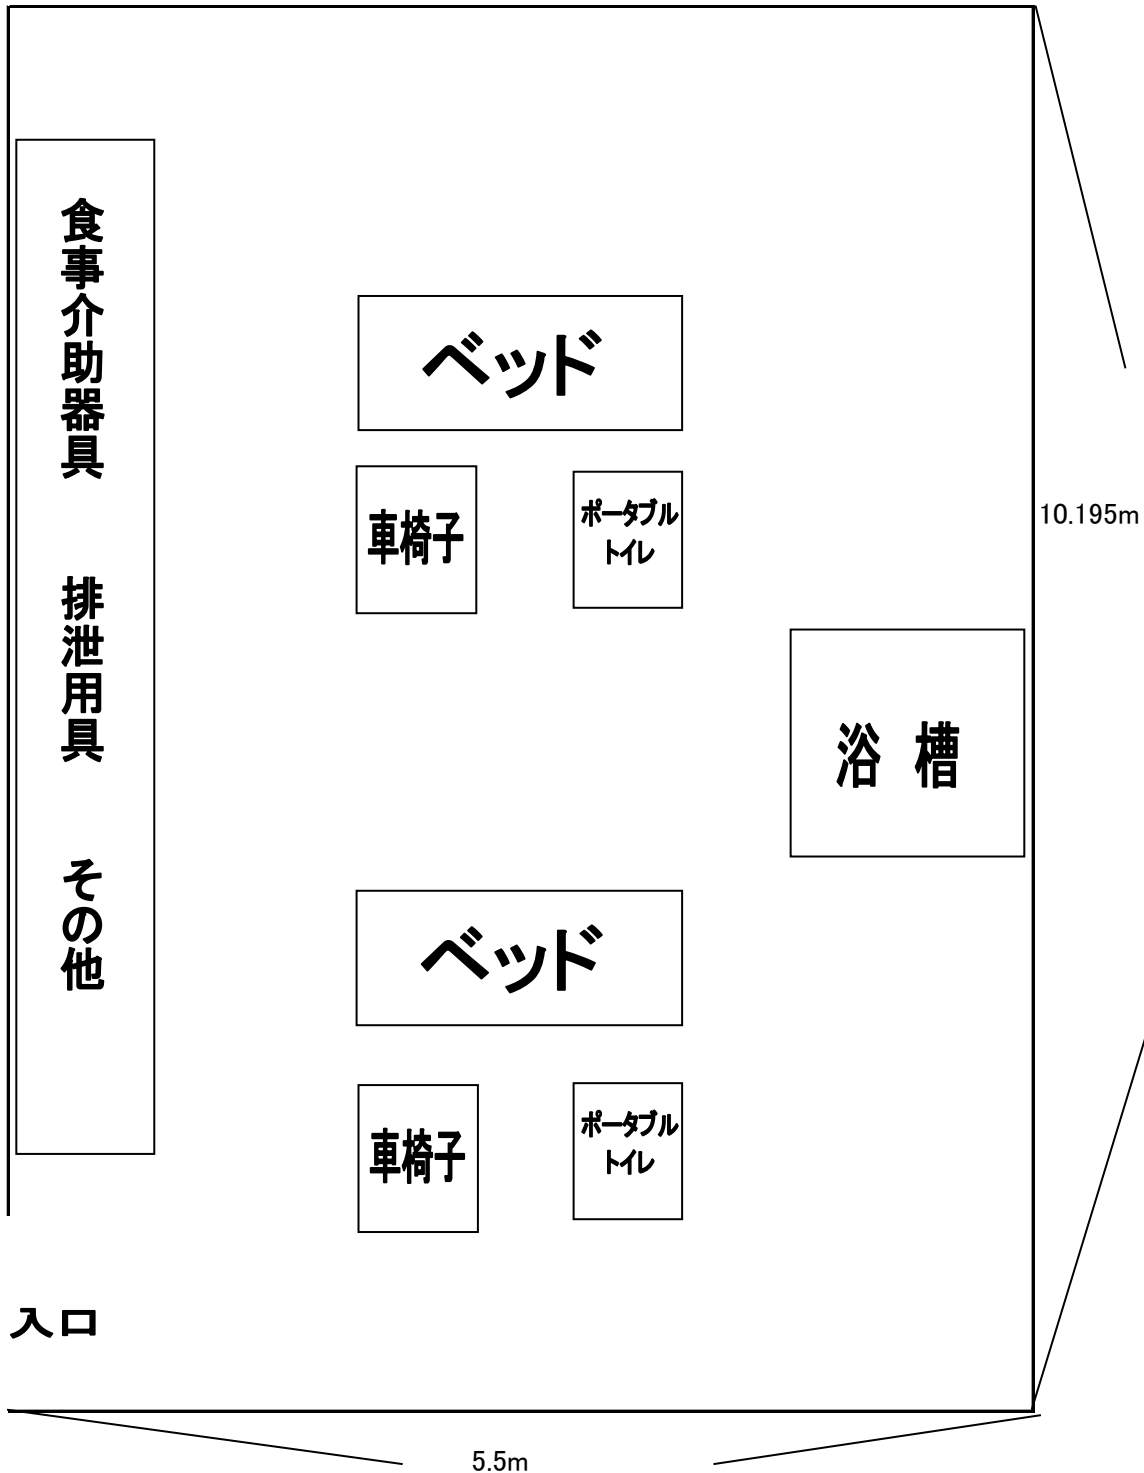 食事介助器具　排泄用具　その他
ベッド
車椅子
ポータブル
トイレ
10.195m
浴 槽
ベッド
車椅子
ポータブル
トイレ
入口
5.5m